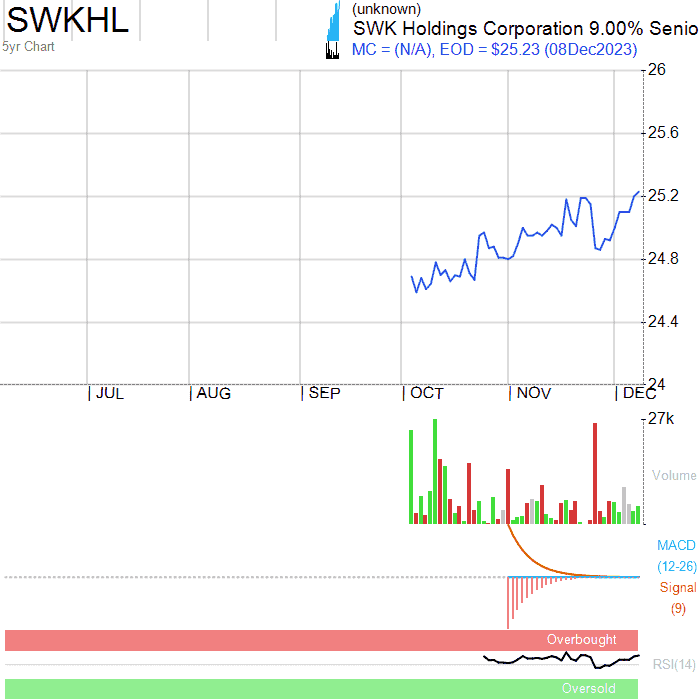 SWKHL
5yr Chart
(unknown)
SWK Holdings Corporation 9.00% Senio
MC = (N/A), EOD = $25.23 (08Dec2023)
26
25.6
25.2
24.8
24.4
24
JUL AUG SEP OCT NOV DEC
27k
Volume
MACD
(12-26)
Signal
(9)
Overbought
RSI(14)
Oversold